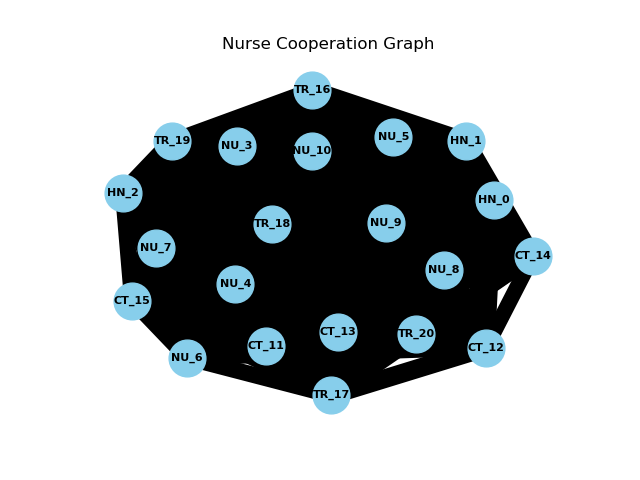 Nurse Cooperation Graph
TR_16
NU_5
TR_19
NU_3
NU_10
HN_1
HN_2
HN_0
TR_18
NU_9
NU_7
CT_14
NU_8
NU_4
CT_15
CT_13
TR_20
CT_11
CT_12
NU_6
TR_17